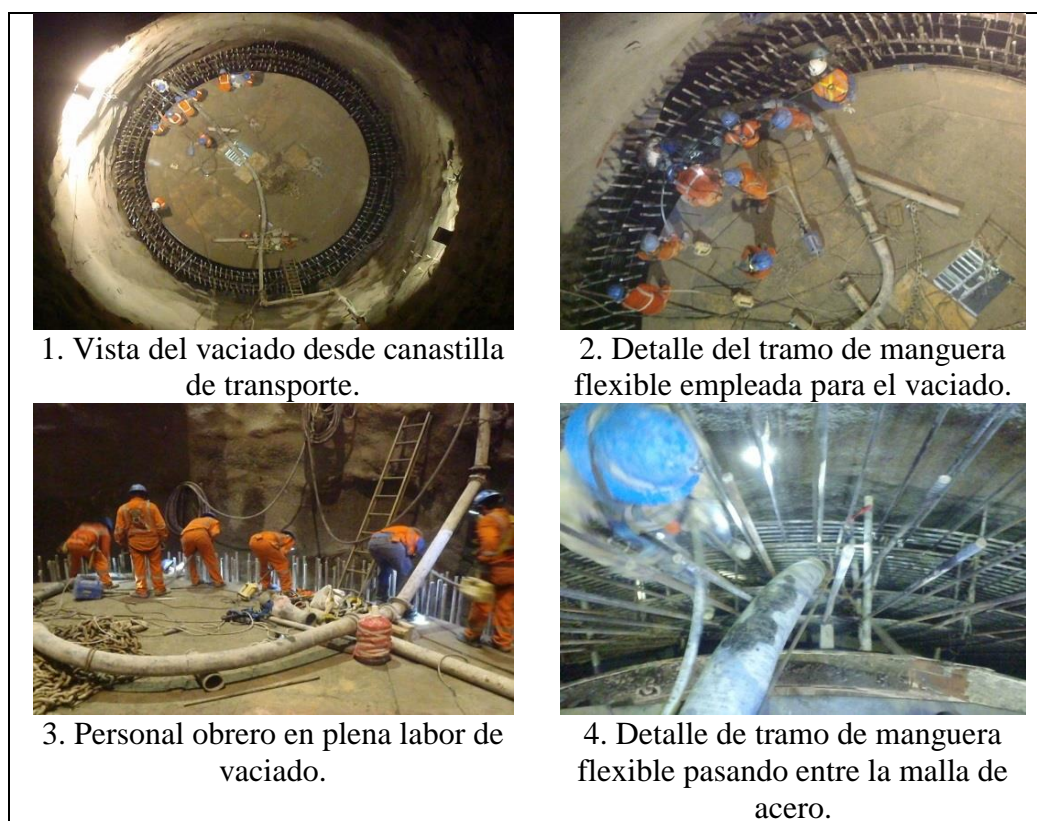 1. Vista del vaciado desde canastilla
de transporte.
2. Detalle del tramo de manguera
flexible empleada para el vaciado.
3. Personal obrero en plena labor de
vaciado.
4. Detalle de tramo de manguera
flexible pasando entre la malla de
acero.